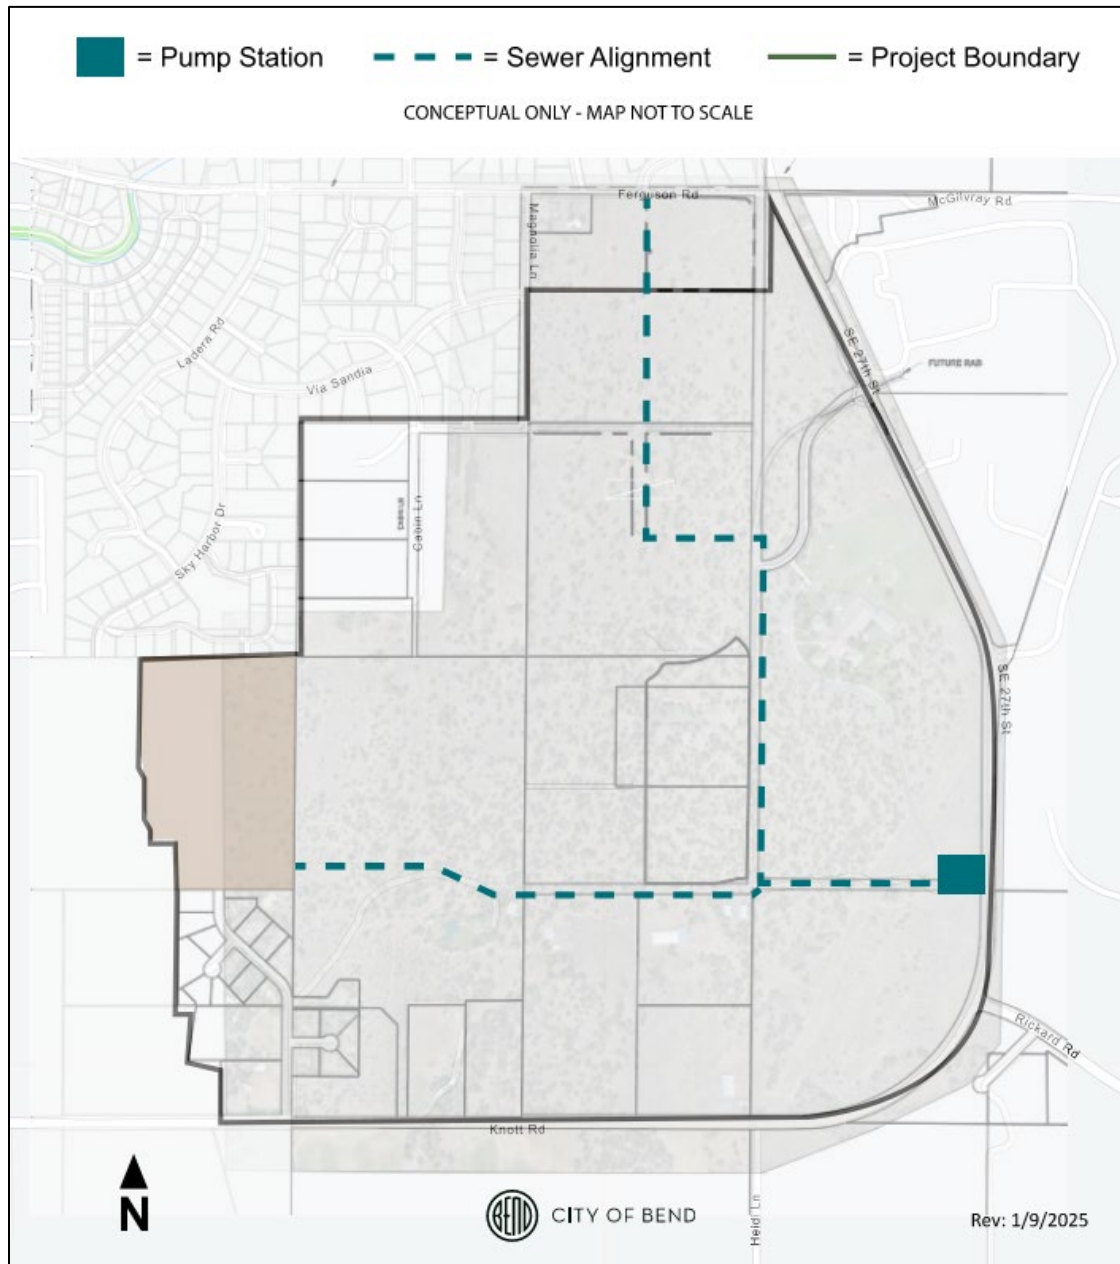 = Pump Station = Sewer Alignment = Project Boundary
CONCEPTUAL ONLY - MAP NOT TO SCALE
Ferguson Rd
McGilvray Rd
Magnolia Ln
Ladera Rd
SE 27th St
FUTURE RAB
Via Sandia
Cabin Ln
Sky Harbor Dr
SE 27th St
Rickard Rd
Knott Rd
Heidi Ln
N
BEND
CITY OF BEND
Rev: 1/9/2025